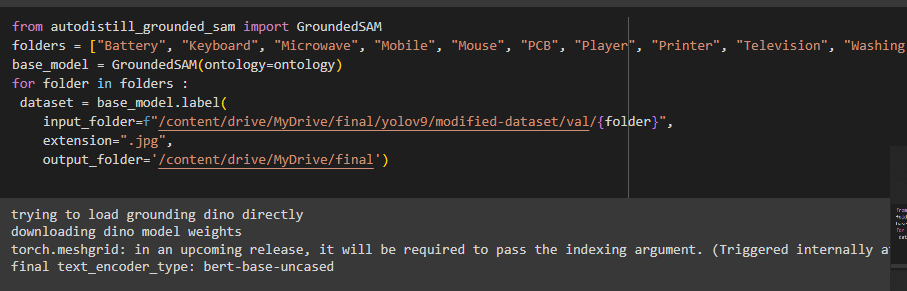 from autodistill_grounded_sam import GroundedSAM
folders = ["Battery", "Keyboard", "Microwave", "Mobile", "Mouse", "PCB", "Player", "Printer", "Television", "Washing
base_model = GroundedSAM(ontology=ontology)
for folder in folders :
 dataset = base_model.label(
    input_folder=f"/content/drive/MyDrive/final/yolov9/modified-dataset/val/{folder}",
    extension=".jpg",
    output_folder='/content/drive/MyDrive/final')
trying to load grounding dino directly
downloading dino model weights
torch.meshgrid: in an upcoming release, it will be required to pass the indexing argument. (Triggered internally a
final text_encoder_type: bert-base-uncased